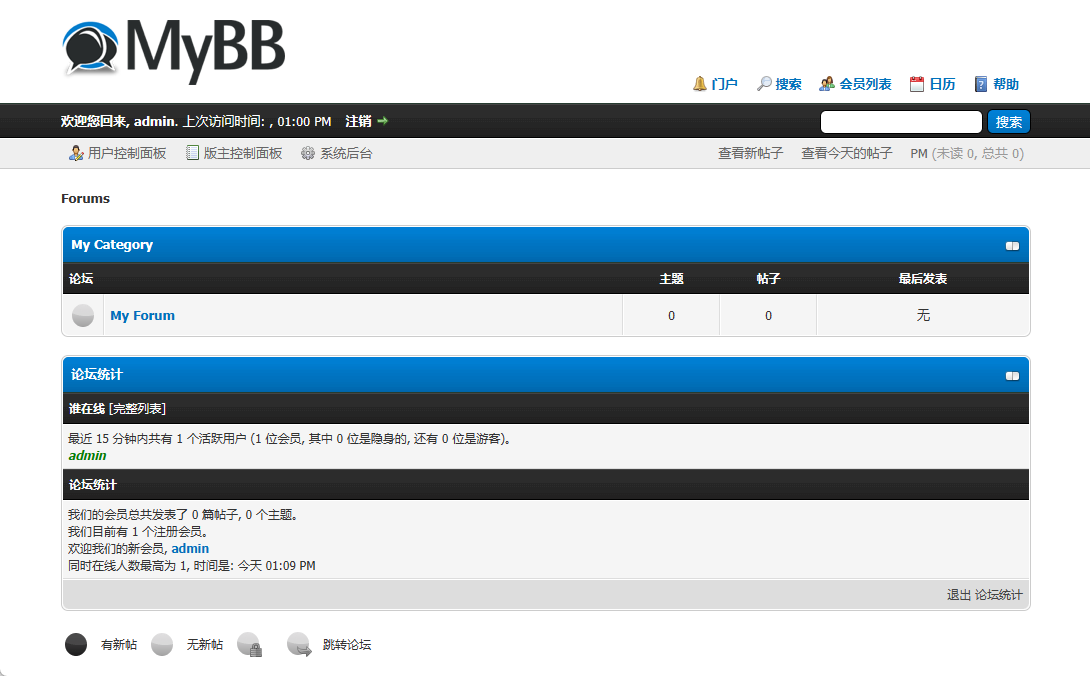 MyBB
门户 搜索 会员列表 日历 帮助
欢迎您回来, admin. 上次访问时间: , 01:00 PM 注销
搜索
用户控制面板 版主控制面板 系统后台 查看新帖子 查看今天的帖子 PM (未读 0, 总共 0)
Forums
My Category
论坛 主题 帖子 最后发表
My Forum 0 0 无
论坛统计
谁在线 [完整列表]
最近 15 分钟内共有 1 个活跃用户 (1 位会员, 其中 0 位是隐身的, 还有 0 位是游客)。
admin
论坛统计
我们的会员总共发表了 0 篇帖子, 0 个主题。
我们目前有 1 个注册会员。
欢迎我们的新会员, admin
同时在线人数最高为 1, 时间是: 今天 01:09 PM
退出 论坛统计
有新帖 无新帖 跳转论坛